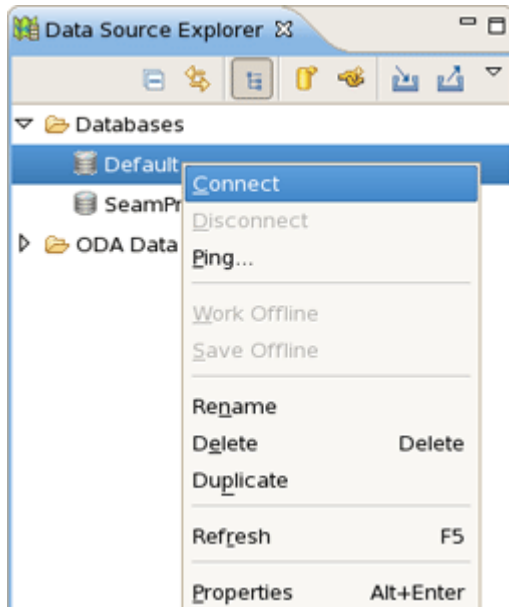 Data Source Explorer
Databases
Default
SeamPr
ODA Data
Connect
Disconnect
Ping...
Work Offline
Save Offline
Rename
Delete Delete
Duplicate
Refresh F5
Properties Alt+Enter